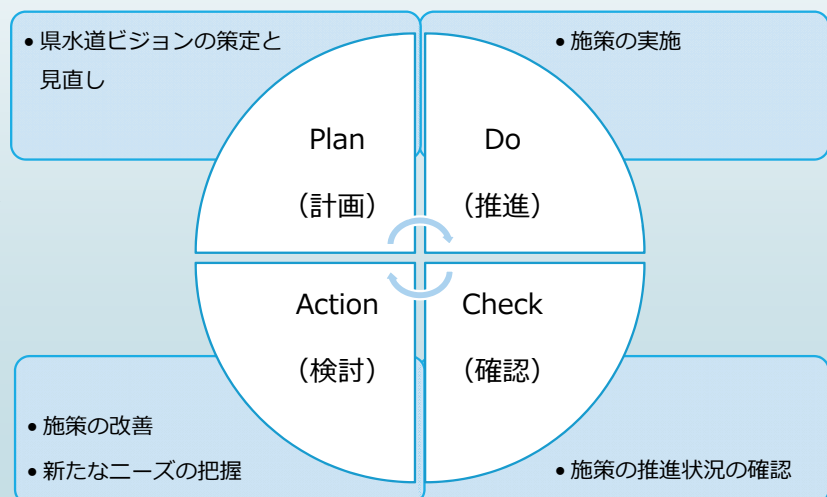 • 県水道ビジョンの策定と
見直し
• 施策の実施
Plan
（計画）
Do
（推進）
Action
（検討）
Check
（確認）
• 施策の改善
• 新たなニーズの把握
• 施策の推進状況の確認